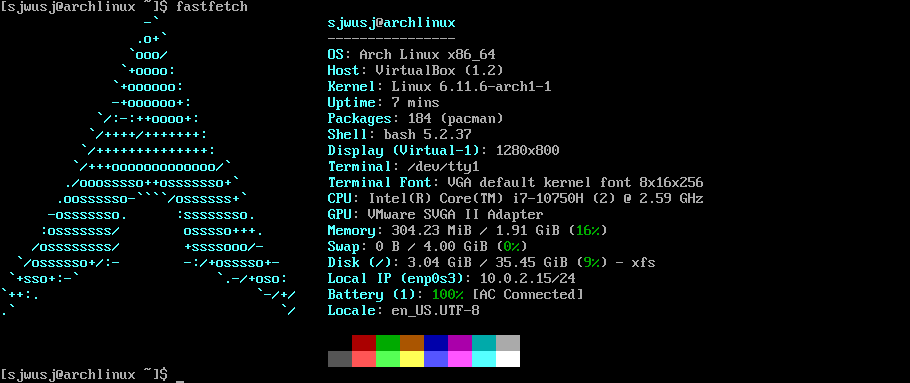 [sjwusj@archlinux ~]$ fastfetch
                  -`
                 .o+`
                `ooo/
               `+oooo:
              `+oooooo:
              -+oooooo+:
            `/:-:++oooo+:
           `/++++/+++++++:
          `/++++++++++++++:
         `/+++ooooooooooooo/`
        ./ooosssso++osssssso+`
       .oossssso-````/ossssss+`
      -osssssso.      :ssssssso.
     :osssssss/        osssso+++.
    /ossssssss/        +ssssooo/-
  `/ossssso+/:-        -:/+osssso+-
 `+sso+:-`                 `.-/+oso:
`++:.                           `-/+/
.`                                 `/
sjwusj@archlinux
----------------
OS: Arch Linux x86_64
Host: VirtualBox (1.2)
Kernel: Linux 6.11.6-arch1-1
Uptime: 7 mins
Packages: 184 (pacman)
Shell: bash 5.2.37
Display (Virtual-1): 1280x800
Terminal: /dev/tty1
Terminal Font: VGA default kernel font 8x16x256
CPU: Intel(R) Core(TM) i7-10750H (2) @ 2.59 GHz
GPU: VMware SVGA II Adapter
Memory: 304.23 MiB / 1.91 GiB (16%)
Swap: 0 B / 4.00 GiB (0%)
Disk (/): 3.04 GiB / 35.45 GiB (9%) - xfs
Local IP (enp0s3): 10.0.2.15/24
Battery (1): 100% [AC Connected]
Locale: en_US.UTF-8
[sjwusj@archlinux ~]$ _